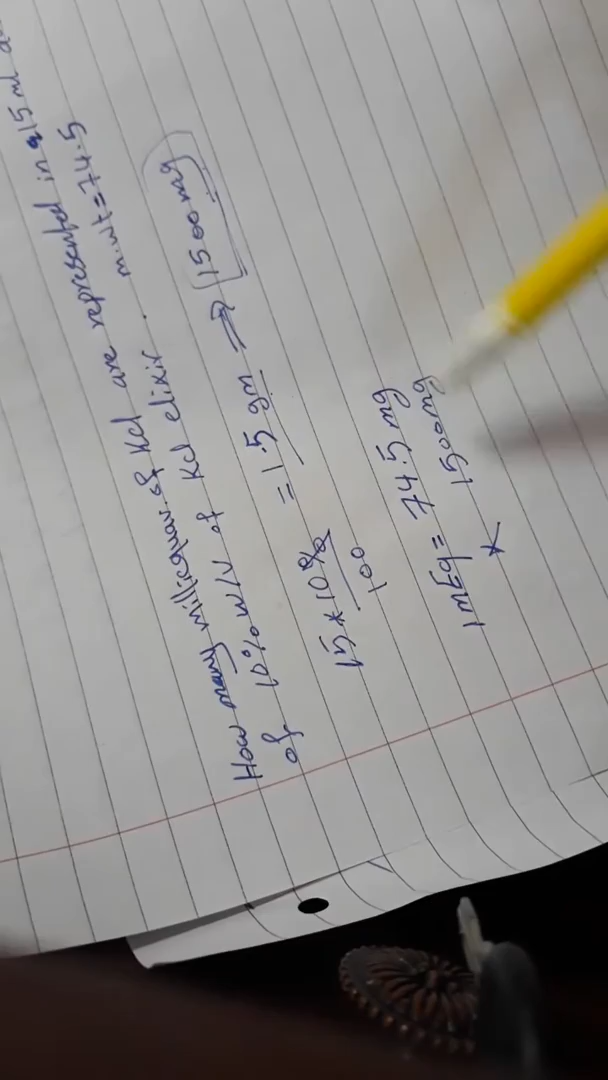 How many milliequiv. of Kcl are represented in 15 ml
of 10% w/v of Kcl elixir. m.wt = 74.5
15 * 10% / 100 = 1.5 gm ⇒ 1500 mg
1mEq = 74.5 mg
x 1500 mg